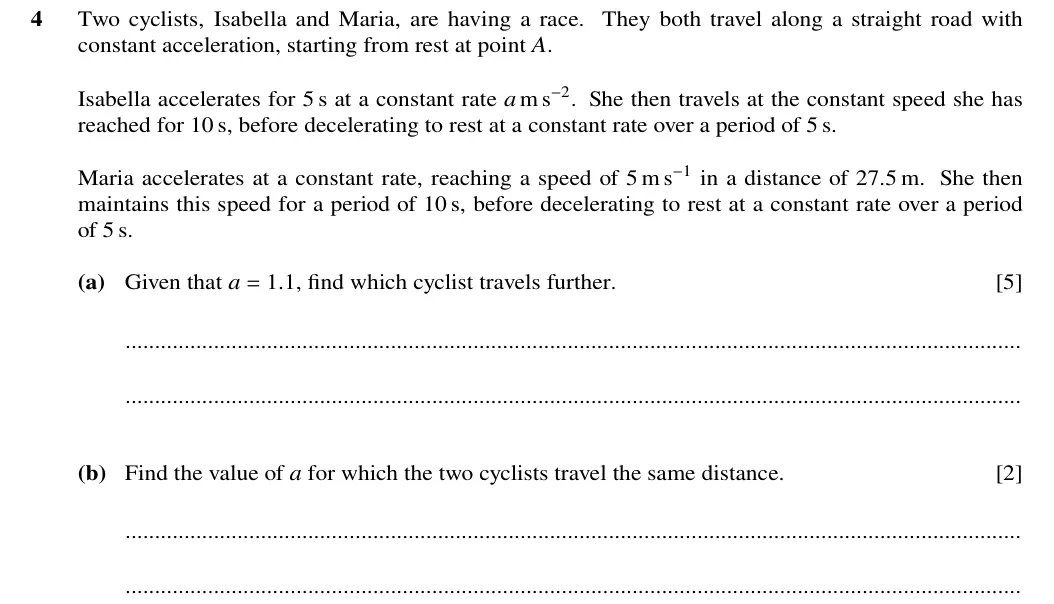 4 Two cyclists, Isabella and Maria, are having a race. They both travel along a straight road with
constant acceleration, starting from rest at point A.
Isabella accelerates for 5 s at a constant rate a m s⁻². She then travels at the constant speed she has
reached for 10 s, before decelerating to rest at a constant rate over a period of 5 s.
Maria accelerates at a constant rate, reaching a speed of 5 m s⁻¹ in a distance of 27.5 m. She then
maintains this speed for a period of 10 s, before decelerating to rest at a constant rate over a period
of 5 s.
(a) Given that a = 1.1, find which cyclist travels further. [5]
(b) Find the value of a for which the two cyclists travel the same distance. [2]